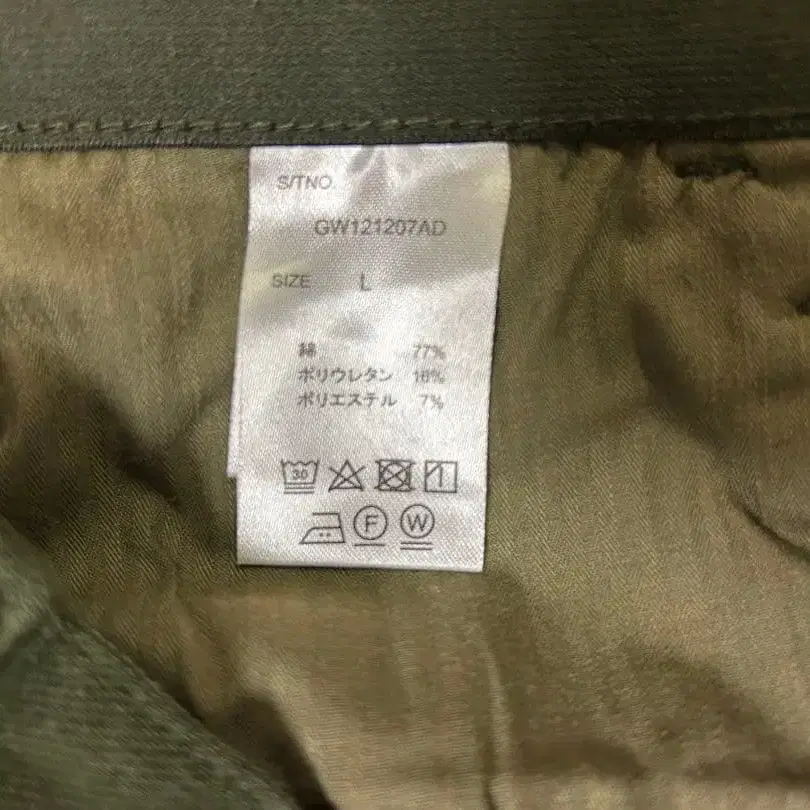 S/TNO.
GW121207AD
SIZE L
綿 77%
ポリウレタン 16%
ポリエステル 7%
30
F W